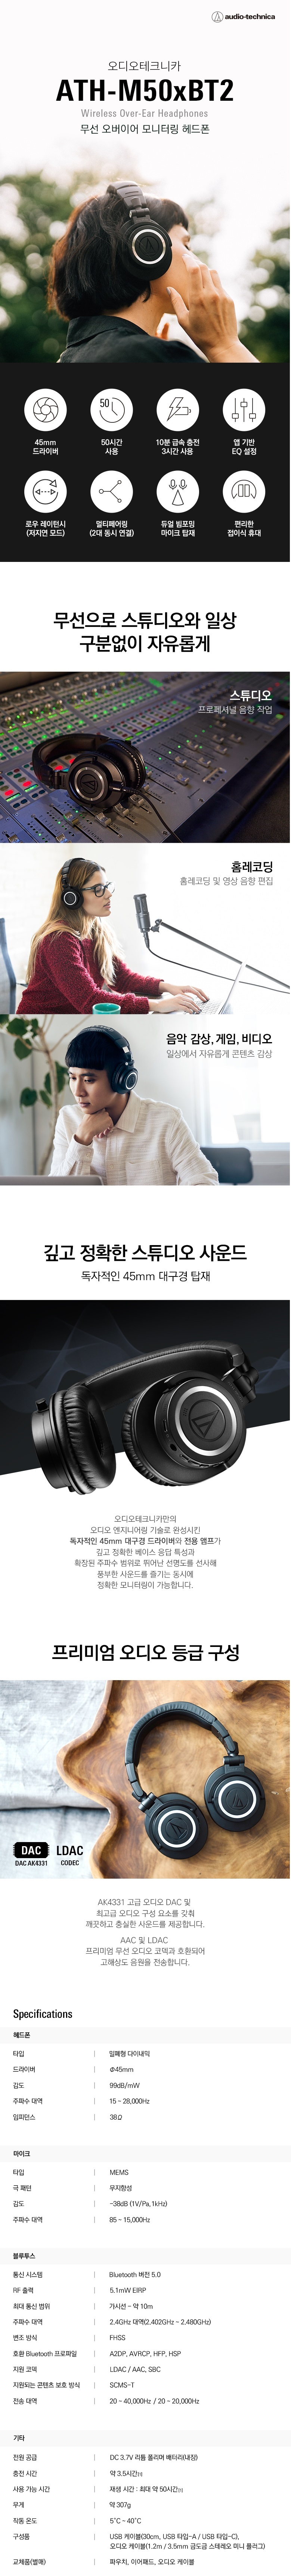 audio-technica
오디오테크니카
ATH-M50xBT2
Wireless Over-Ear Headphones
무선 오버이어 모니터링 헤드폰
45mm
드라이버
50
50시간
사용
10분 급속 충전
3시간 사용
앱 기반
EQ 설정
로우 레이턴시
(저지연 모드)
멀티페어링
(2대 동시 연결)
듀얼 빔포밍
마이크 탑재
편리한
접이식 휴대
무선으로 스튜디오와 일상
구분없이 자유롭게
스튜디오
프로페셔널 음향 작업
홈레코딩
홈레코딩 및 영상 음향 편집
음악 감상, 게임, 비디오
일상에서 자유롭게 콘텐츠 감상
깊고 정확한 스튜디오 사운드
독자적인 45mm 대구경 탑재
오디오테크니카만의
오디오 엔지니어링 기술로 완성시킨
독자적인 45mm 대구경 드라이버와 전용 앰프가
깊고 정확한 베이스 응답 특성과
확장된 주파수 범위로 뛰어난 선명도를 선사해
풍부한 사운드를 즐기는 동시에
정확한 모니터링이 가능합니다.
프리미엄 오디오 등급 구성
DAC
DAC AK4331
LDAC
CODEC
AK4331 고급 오디오 DAC 및
최고급 오디오 구성 요소를 갖춰
깨끗하고 충실한 사운드를 제공합니다.
AAC 및 LDAC
프리미엄 무선 오디오 코덱과 호환되어
고해상도 음원을 전송합니다.
Specifications
헤드폰
타입 | 밀폐형 다이내믹
드라이버 | Ø45mm
감도 | 99dB/mW
주파수 대역 | 15 ~ 28,000Hz
임피던스 | 38Ω
마이크
타입 | MEMS
극 패턴 | 무지향성
감도 | -38dB (1V/Pa,1kHz)
주파수 대역 | 85 ~ 15,000Hz
블루투스
통신 시스템 | Bluetooth 버전 5.0
RF 출력 | 5.1mW EIRP
최대 통신 범위 | 가시선 - 약 10m
주파수 대역 | 2.4GHz 대역(2.402GHz ~ 2.480GHz)
변조 방식 | FHSS
호환 Bluetooth 프로파일 | A2DP, AVRCP, HFP, HSP
지원 코덱 | LDAC / AAC, SBC
지원되는 콘텐츠 보호 방식 | SCMS-T
전송 대역 | 20 ~ 40,000Hz / 20 ~ 20,000Hz
기타
전원 공급 | DC 3.7V 리튬 폴리머 배터리(내장)
충전 시간 | 약 3.5시간[1]
사용 가능 시간 | 재생 시간 : 최대 약 50시간[1]
무게 | 약 307g
작동 온도 | 5˚C ~ 40˚C
구성품 | USB 케이블(30cm, USB 타입-A / USB 타입-C),
오디오 케이블(1.2m / 3.5mm 금도금 스테레오 미니 플러그)
교체품(별매) | 파우치, 이어패드, 오디오 케이블